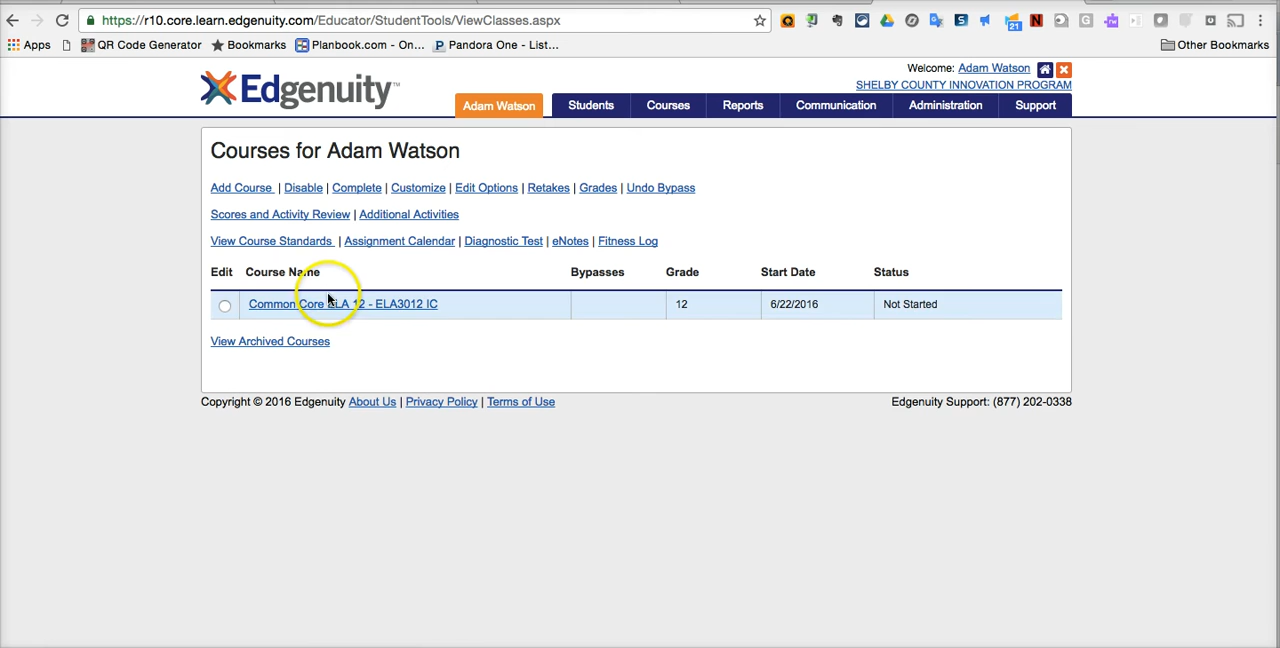 https://r10.core.learn.edgenuity.com/Educator/StudentTools/ViewClasses.aspx
21
Apps QR Code Generator Bookmarks Planbook.com - On... Pandora One - List... Other Bookmarks
Welcome: Adam Watson
SHELBY COUNTY INNOVATION PROGRAM
Edgenuity™
Adam Watson Students Courses Reports Communication Administration Support
Courses for Adam Watson
Add Course | Disable | Complete | Customize | Edit Options | Retakes | Grades | Undo Bypass
Scores and Activity Review | Additional Activities
View Course Standards | Assignment Calendar | Diagnostic Test | eNotes | Fitness Log
Edit Course Name Bypasses Grade Start Date Status
Common Core ELA 12 - ELA3012 IC 12 6/22/2016 Not Started
View Archived Courses
Copyright © 2016 Edgenuity About Us | Privacy Policy | Terms of Use Edgenuity Support: (877) 202-0338